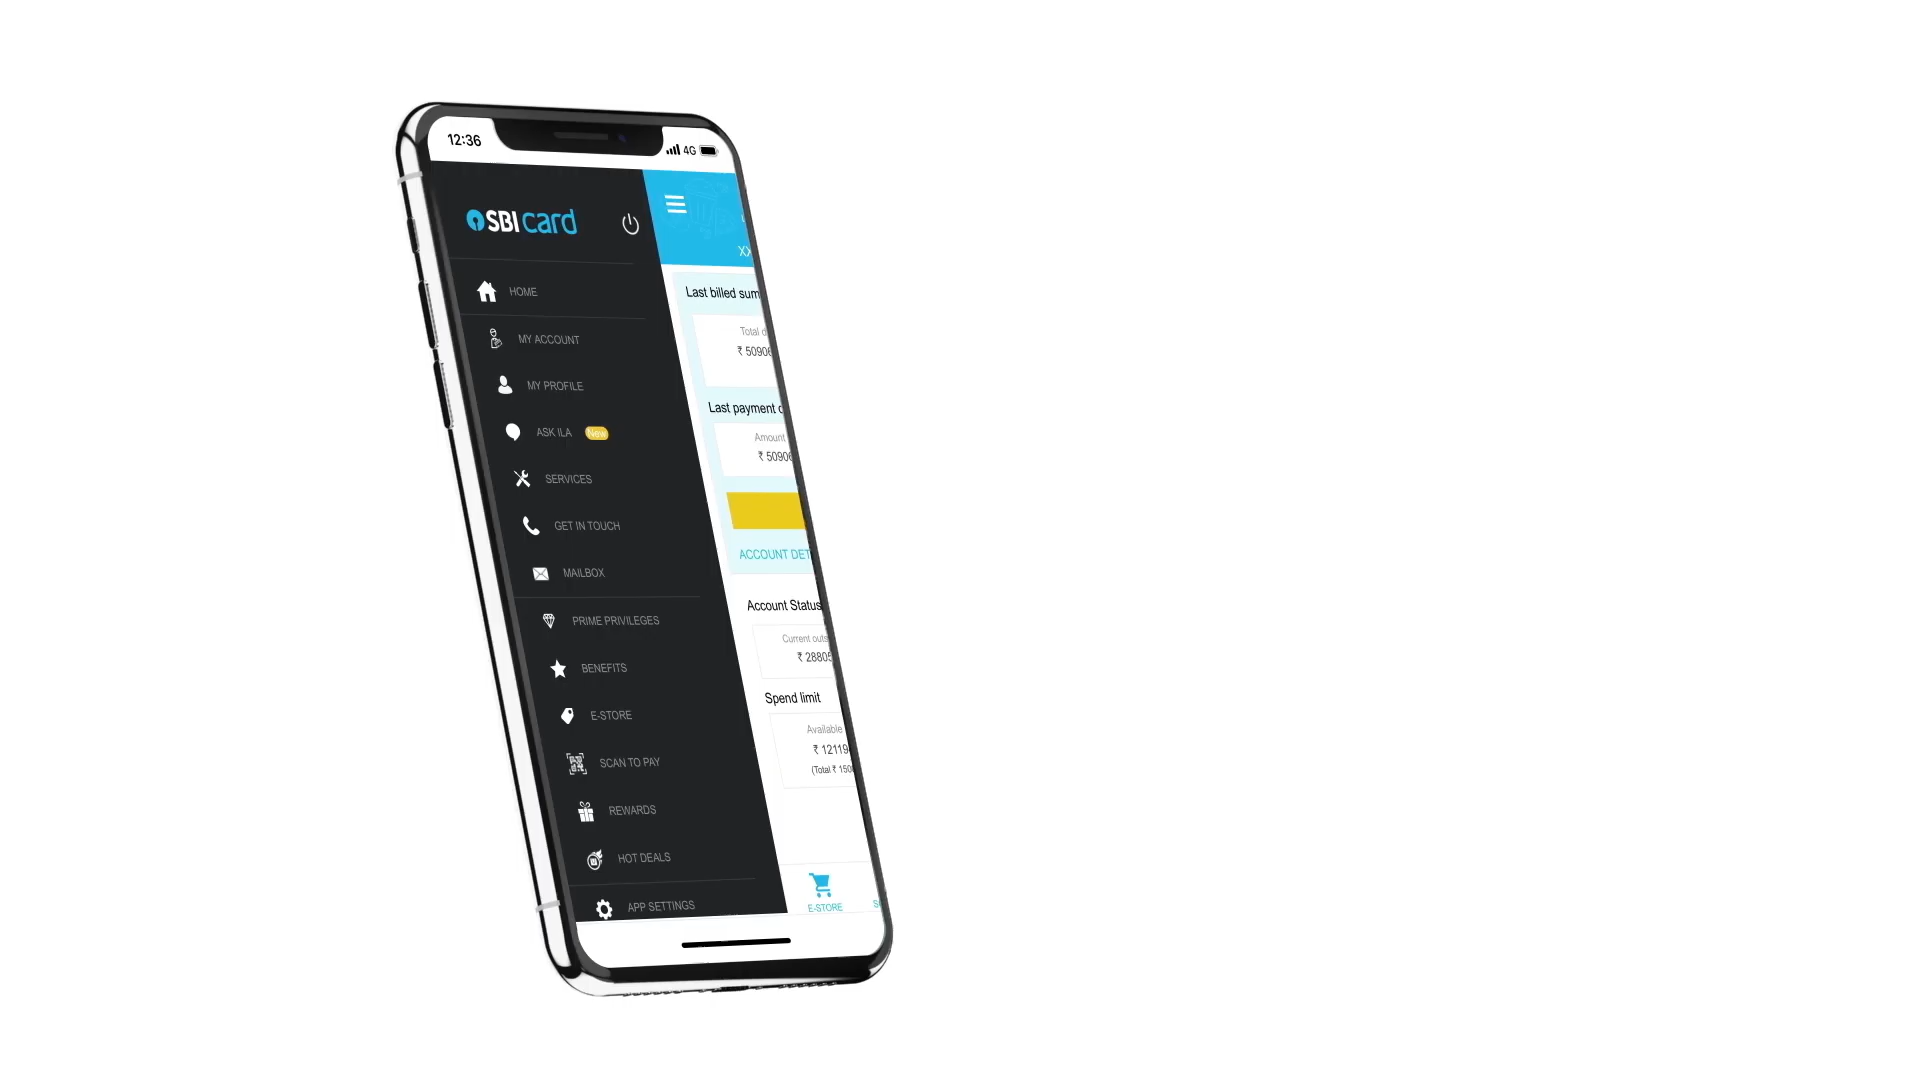 12:36
4G
SBI card
HOME
MY ACCOUNT
MY PROFILE
ASK ILA New
SERVICES
GET IN TOUCH
MAILBOX
PRIME PRIVILEGES
BENEFITS
E-STORE
SCAN TO PAY
REWARDS
HOT DEALS
APP SETTINGS
XX
Last billed sum
Total d
₹ 50906
Last payment
Amount
₹ 50906
ACCOUNT DET
Account Status
Current outs
₹ 28805
Spend limit
Available
₹ 12119
(Total ₹ 150
E-STORE